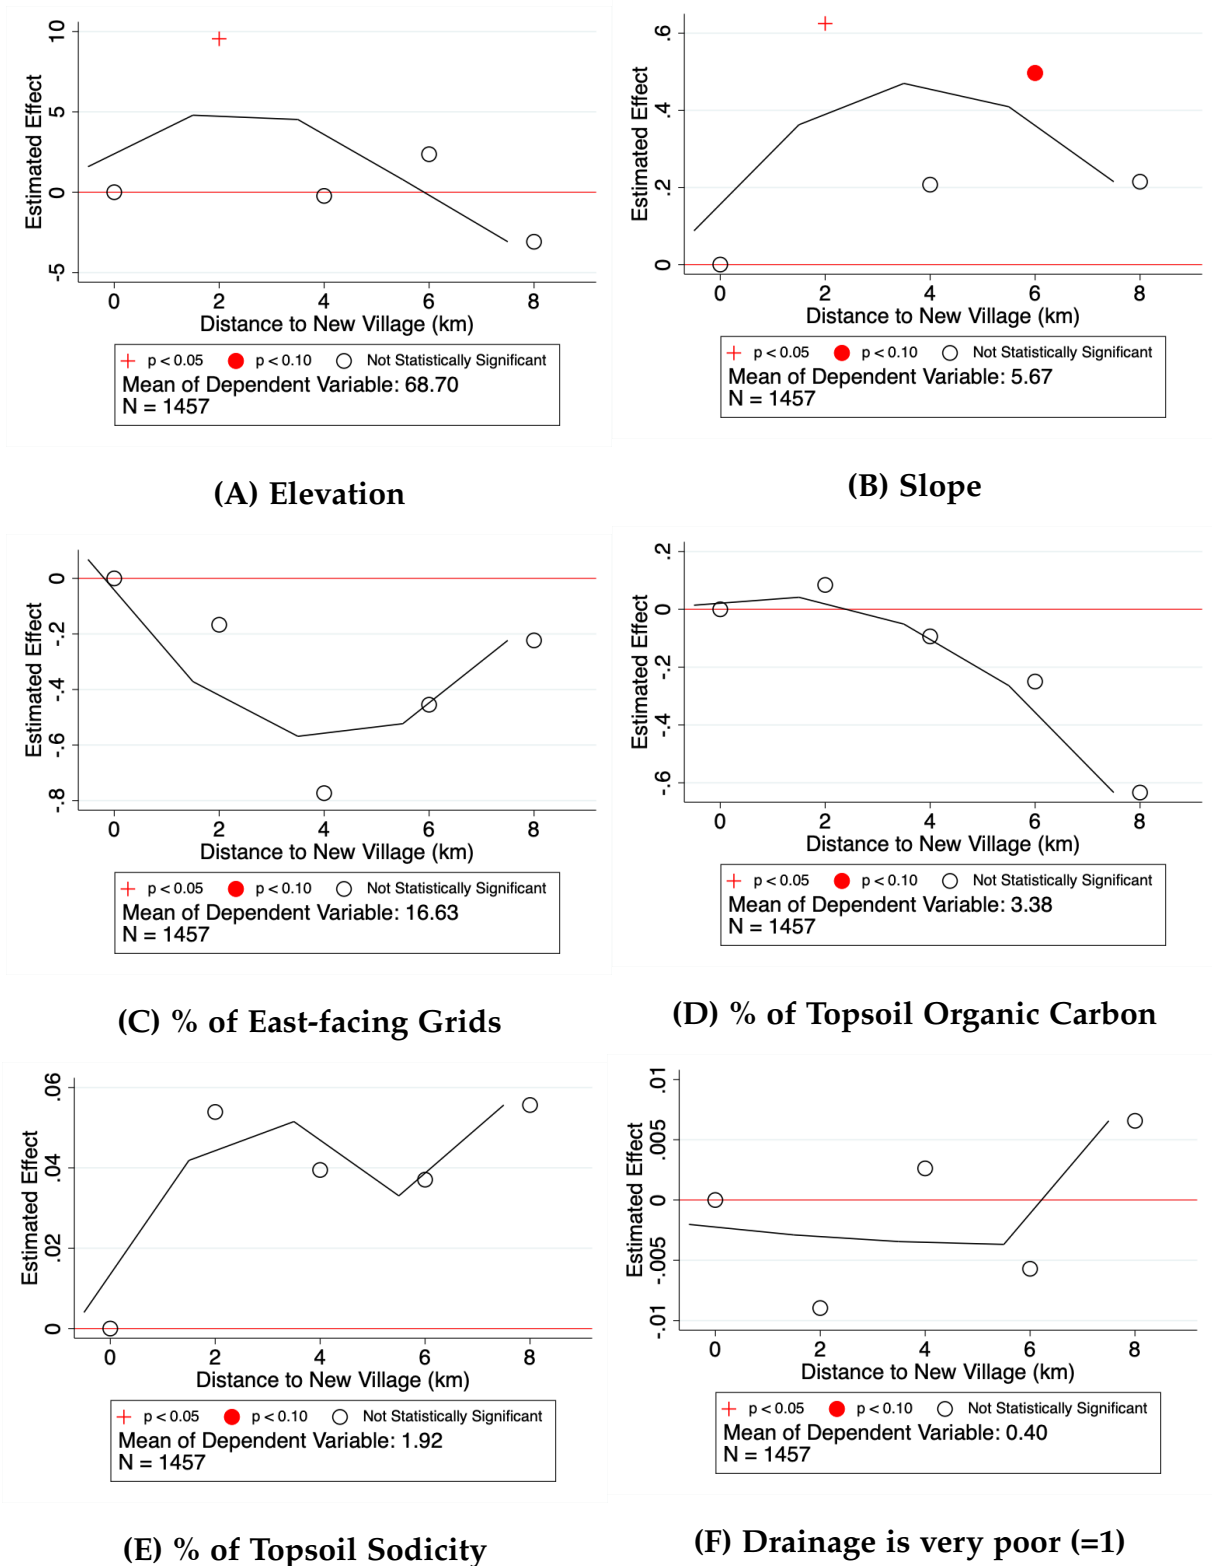 Estimated Effect
10
5
0
-5
0 2 4 6 8
Distance to New Village (km)
p < 0.05 p < 0.10 Not Statistically Significant
Mean of Dependent Variable: 68.70
N = 1457
(A) Elevation
Estimated Effect
.6
.4
.2
0
0 2 4 6 8
Distance to New Village (km)
p < 0.05 p < 0.10 Not Statistically Significant
Mean of Dependent Variable: 5.67
N = 1457
(B) Slope
Estimated Effect
0
-.2
-.4
-.6
-.8
0 2 4 6 8
Distance to New Village (km)
p < 0.05 p < 0.10 Not Statistically Significant
Mean of Dependent Variable: 16.63
N = 1457
(C) % of East-facing Grids
Estimated Effect
.2
0
-.2
-.4
-.6
0 2 4 6 8
Distance to New Village (km)
p < 0.05 p < 0.10 Not Statistically Significant
Mean of Dependent Variable: 3.38
N = 1457
(D) % of Topsoil Organic Carbon
Estimated Effect
.06
.04
.02
0
0 2 4 6 8
Distance to New Village (km)
p < 0.05 p < 0.10 Not Statistically Significant
Mean of Dependent Variable: 1.92
N = 1457
(E) % of Topsoil Sodicity
Estimated Effect
.01
.005
0
-.005
-.01
0 2 4 6 8
Distance to New Village (km)
p < 0.05 p < 0.10 Not Statistically Significant
Mean of Dependent Variable: 0.40
N = 1457
(F) Drainage is very poor (=1)